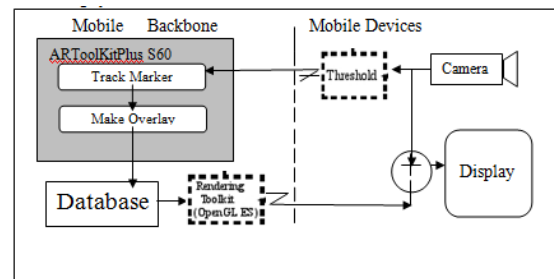 Mobile Backbone
Mobile Devices
ARToolKitPlus S60
Track Marker
Threshold
Camera
Make Overlay
Display
Database
Rendering
Toolkit
(OpenGL ES)